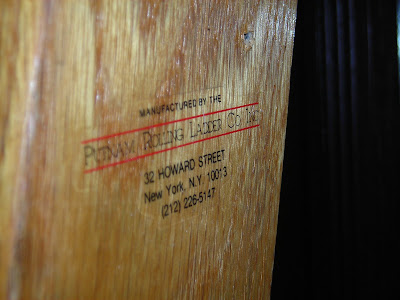 MANUFACTURED BY THE
PUTNAM ROLLING LADDER CO INC
32 HOWARD STREET
New York, N.Y. 10013
(212) 226-5147